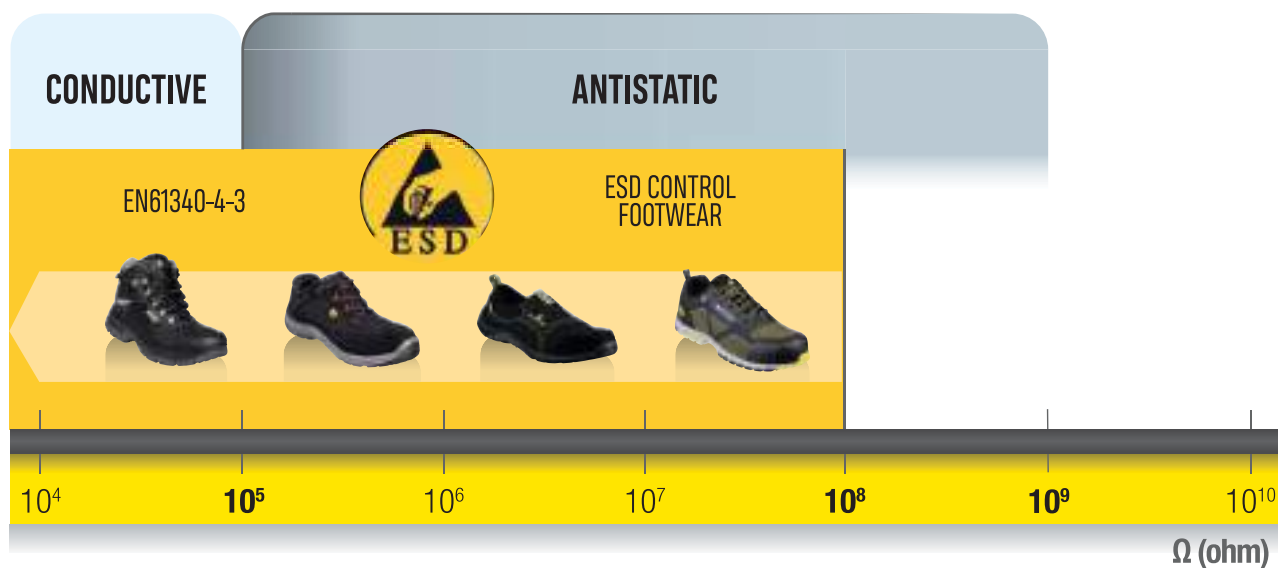 CONDUCTIVE
ANTISTATIC
EN61340-4-3
ESD
ESD CONTROL
FOOTWEAR
10⁴ 10⁵ 10⁶ 10⁷ 10⁸ 10⁹ 10¹⁰
Ω (ohm)